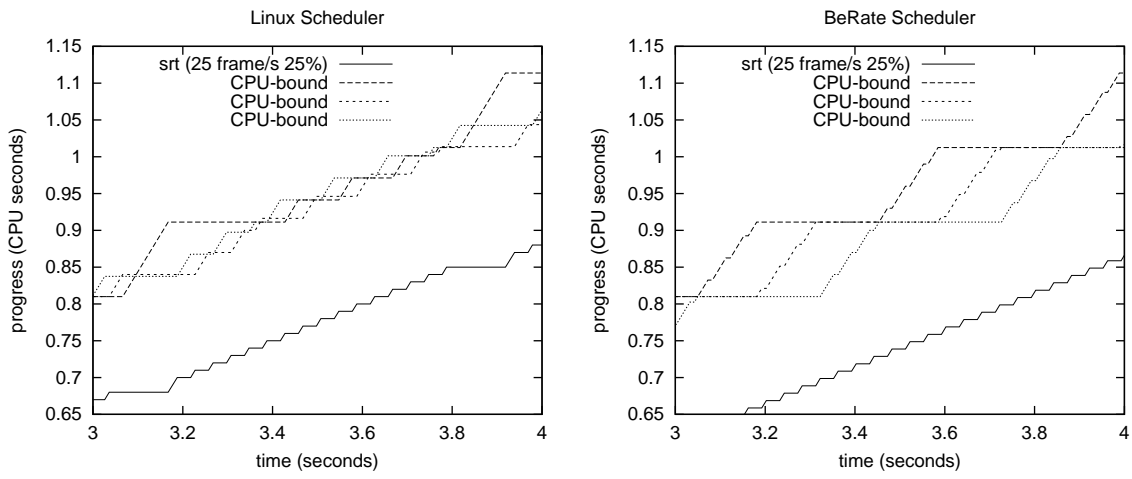 Linux Scheduler
1.15
1.1
1.05
1
0.95
0.9
0.85
0.8
0.75
0.7
0.65
progress (CPU seconds)
srt (25 frame/s 25%)
CPU-bound
CPU-bound
CPU-bound
3
3.2
3.4
3.6
3.8
4
time (seconds)
BeRate Scheduler
1.15
1.1
1.05
1
0.95
0.9
0.85
0.8
0.75
0.7
0.65
progress (CPU seconds)
srt (25 frame/s 25%)
CPU-bound
CPU-bound
CPU-bound
3
3.2
3.4
3.6
3.8
4
time (seconds)